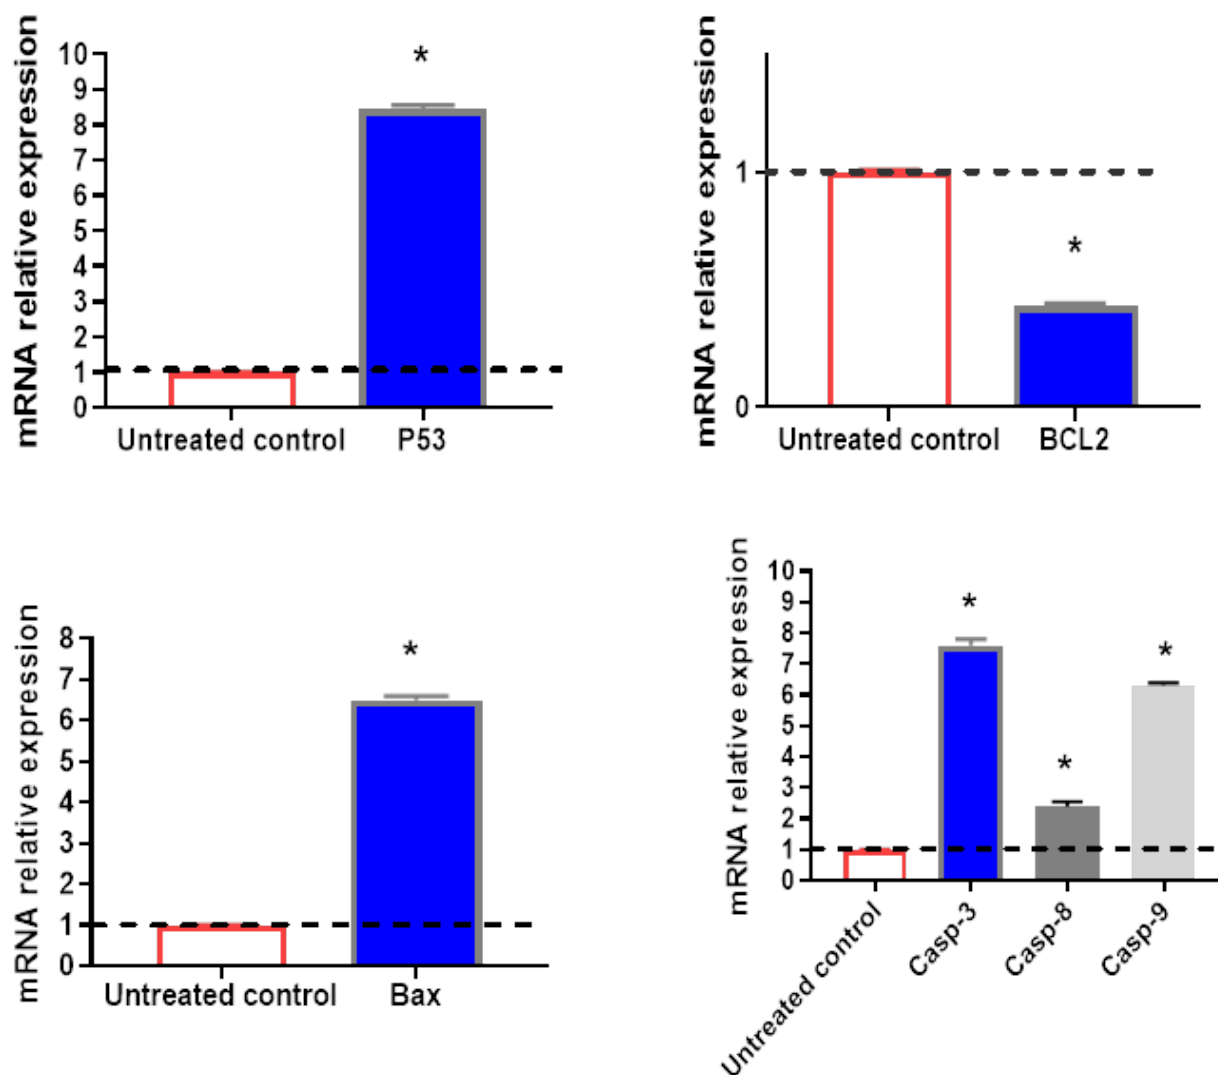 mRNA relative expression
10
9
8
7
6
5
4
3
2
1
0
*
Untreated control
P53
mRNA relative expression
1
0
*
Untreated control
BCL2
mRNA relative expression
8
7
6
5
4
3
2
1
0
*
Untreated control
Bax
mRNA relative expression
10
9
8
7
6
5
4
3
2
1
0
*
*
*
Untreated control
Casp-3
Casp-8
Casp-9